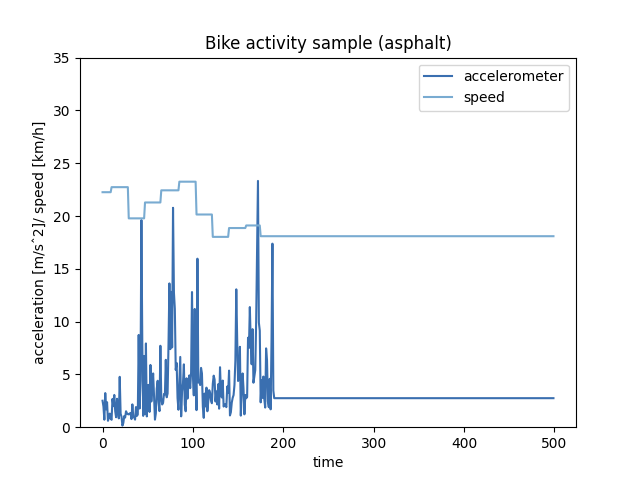 Bike activity sample (asphalt)
accelerometer
speed
acceleration [m/s^2]/ speed [km/h]
35
30
25
20
15
10
5
0
0 100 200 300 400 500
time